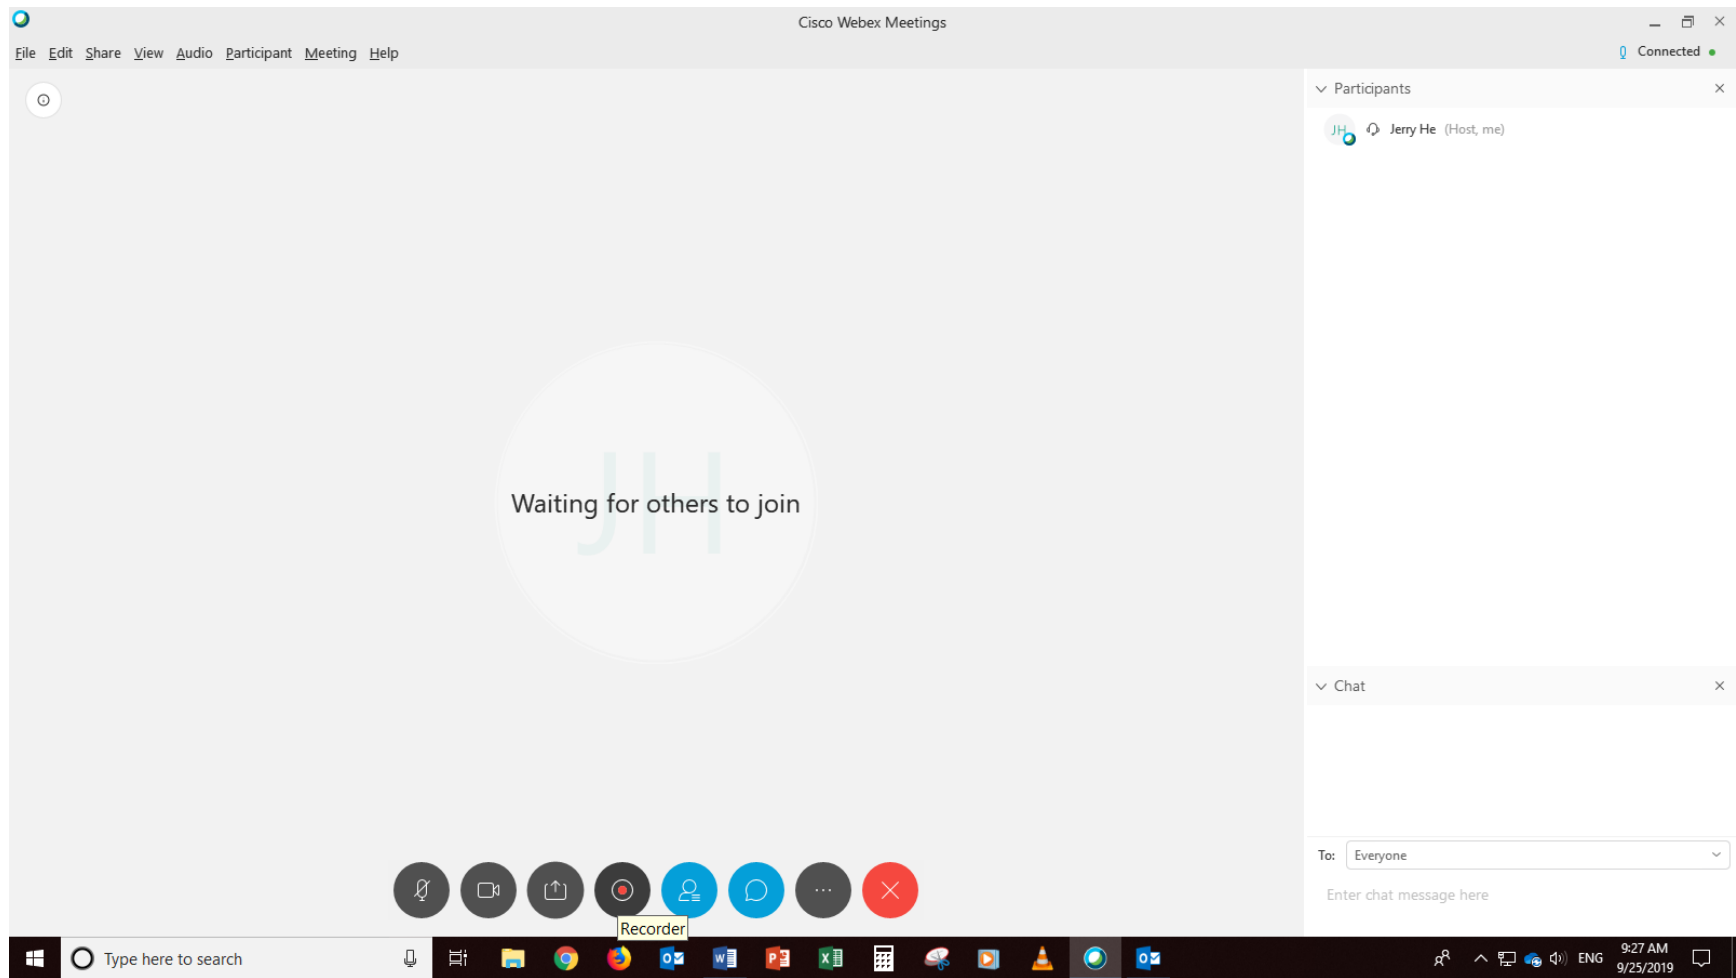 Cisco Webex Meetings
File Edit Share View Audio Participant Meeting Help
Connected
Participants
JH Jerry He (Host, me)
JH
Waiting for others to join
Chat
To: Everyone
Enter chat message here
Recorder
Type here to search
ENG
9:27 AM
9/25/2019